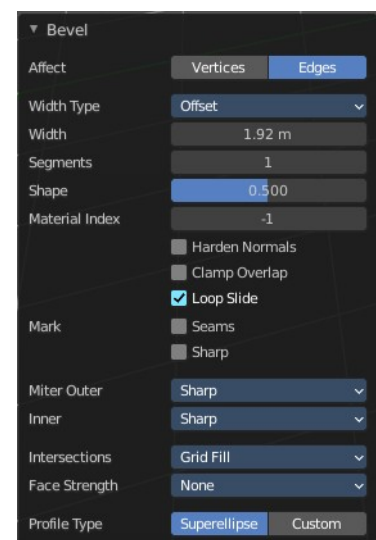 Bevel
Affect Vertices Edges
Width Type Offset
Width 1.92 m
Segments 1
Shape 0.500
Material Index -1
Harden Normals
Clamp Overlap
Loop Slide
Mark Seams
Sharp
Miter Outer Sharp
Inner Sharp
Intersections Grid Fill
Face Strength None
Profile Type Superellipse Custom